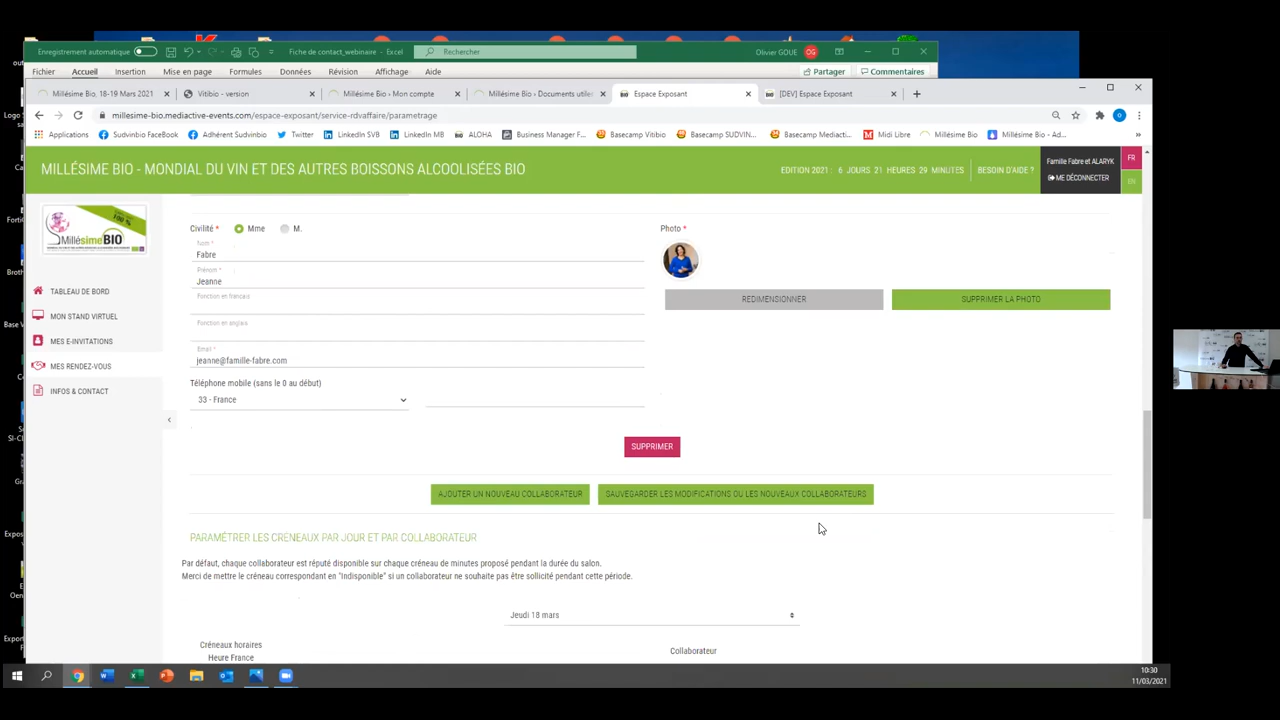 Enregistrement automatique
Fiche de contact_webinaire - Excel
Rechercher
Olivier GOUE
OG
Fichier Accueil Insertion Mise en page Formules Données Révision Affichage Aide
Partager
Commentaires
Millésime Bio, 18-19 Mars 2021
Vitibio - version
Millésime Bio › Mon compte
Millésime Bio › Documents utile
Espace Exposant
[DEV] Espace Exposant
millesime-bio.mediactive-events.com/espace-exposant/service-rdvaffaire/parametrage
Applications Sudvinbio FaceBook Adhérent Sudvinbio Twitter LinkedIn SVB LinkedIn MB ALOHA Business Manager F... Basecamp Vitibio Basecamp SUDVIN... Basecamp Mediacti... Midi Libre Millésime Bio Millésime Bio - Ad...
MILLÉSIME BIO - MONDIAL DU VIN ET DES AUTRES BOISSONS ALCOOLISÉES BIO
EDITION 2021 : 6 JOURS 21 HEURES 29 MINUTES
BESOIN D'AIDE ?
Famille Fabre et ALARYK
ME DÉCONNECTER
FR
EN
100 %
MillésimeBIO
TABLEAU DE BORD
MON STAND VIRTUEL
MES E-INVITATIONS
MES RENDEZ-VOUS
INFOS & CONTACT
Civilité * Mme M.
Photo *
Nom *
Fabre
Prénom *
Jeanne
Fonction en français
Fonction en anglais
Email *
jeanne@famille-fabre.com
Téléphone mobile (sans le 0 au début)
33 - France
REDIMENSIONNER
SUPPRIMER LA PHOTO
SUPPRIMER
AJOUTER UN NOUVEAU COLLABORATEUR
SAUVEGARDER LES MODIFICATIONS OU LES NOUVEAUX COLLABORATEURS
PARAMÉTRER LES CRÉNEAUX PAR JOUR ET PAR COLLABORATEUR
Par défaut, chaque collaborateur est réputé disponible sur chaque créneau de minutes proposé pendant la durée du salon.
Merci de mettre le créneau correspondant en "Indisponible" si un collaborateur ne souhaite pas être sollicité pendant cette période.
Jeudi 18 mars
Créneaux horaires
Heure France
Collaborateur
10:30
11/03/2021